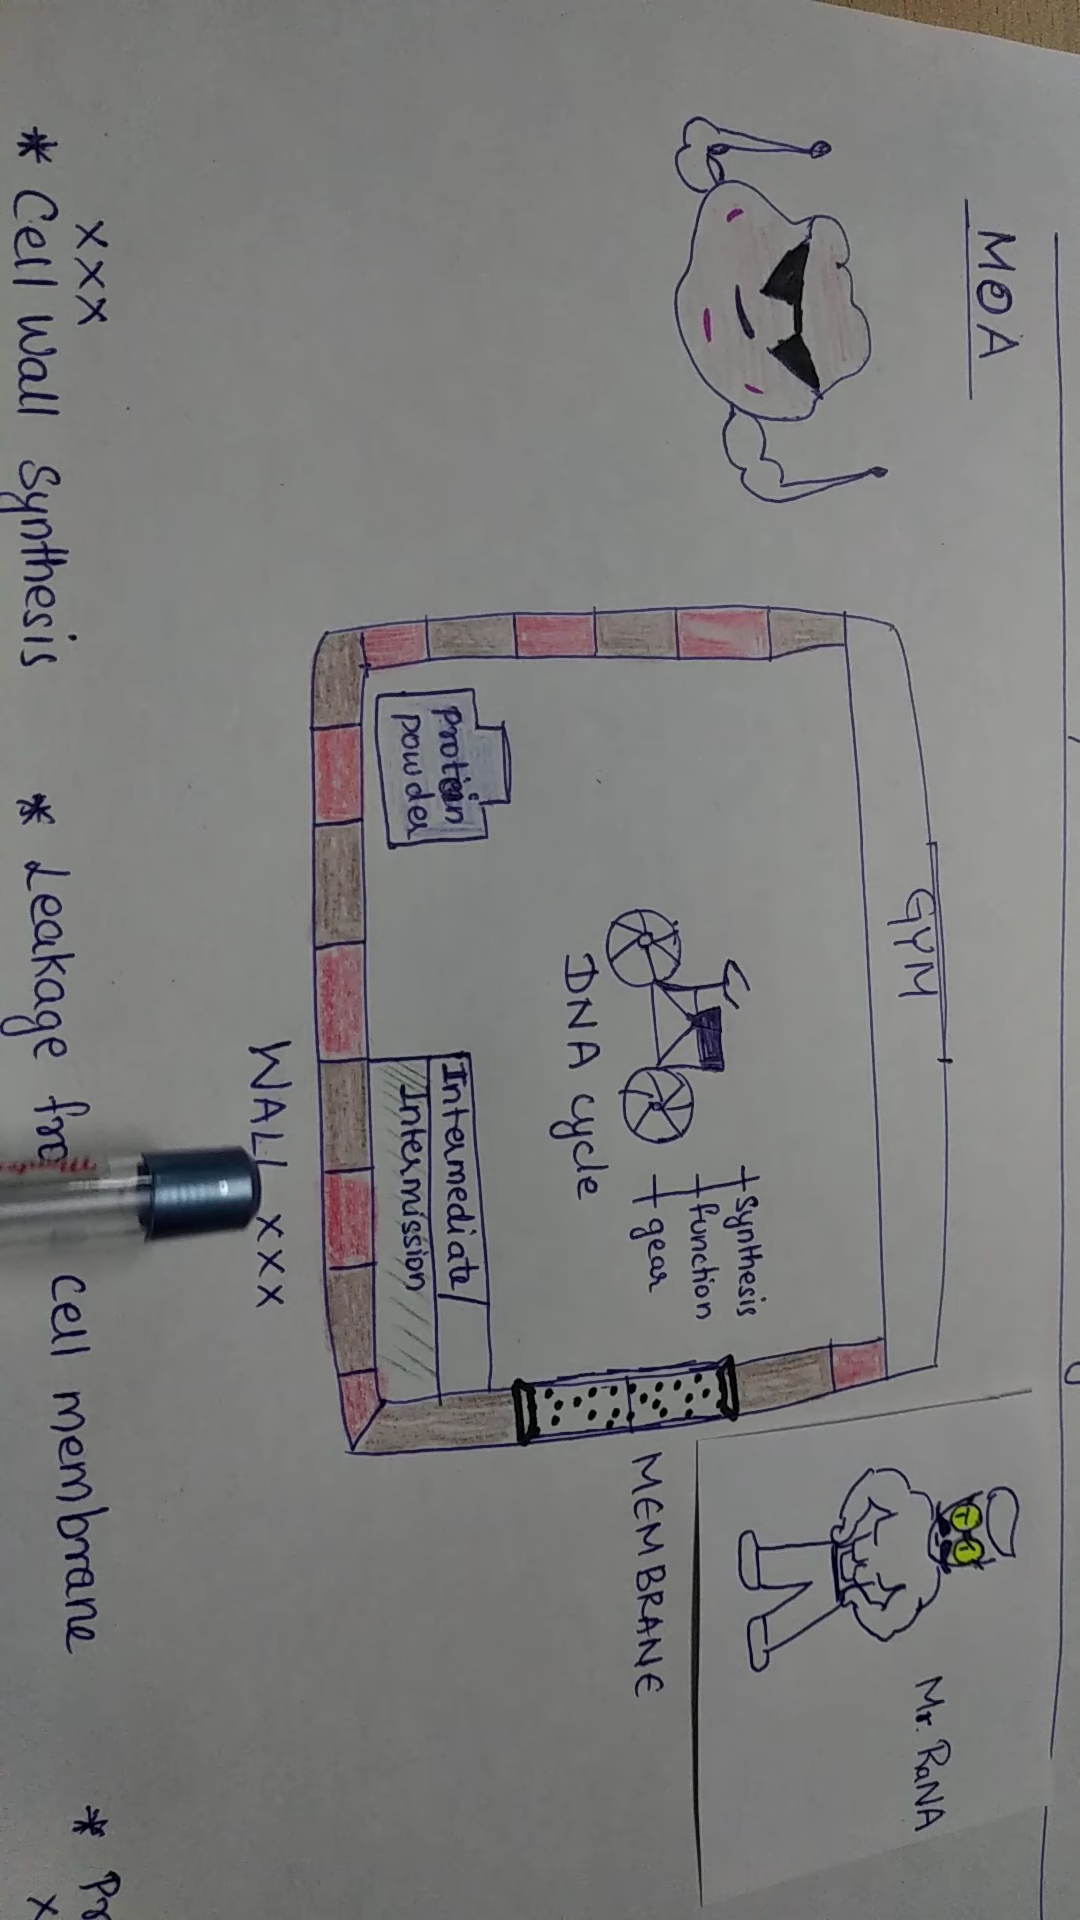 MOA
GYM
Mr. RaNA
Synthesis
function
gear
DNA cycle
MEMBRANE
Protein
powder
Intermediate
Intermission
WALL XXX
XXX
* Cell Wall Synthesis * Leakage cell membrane *